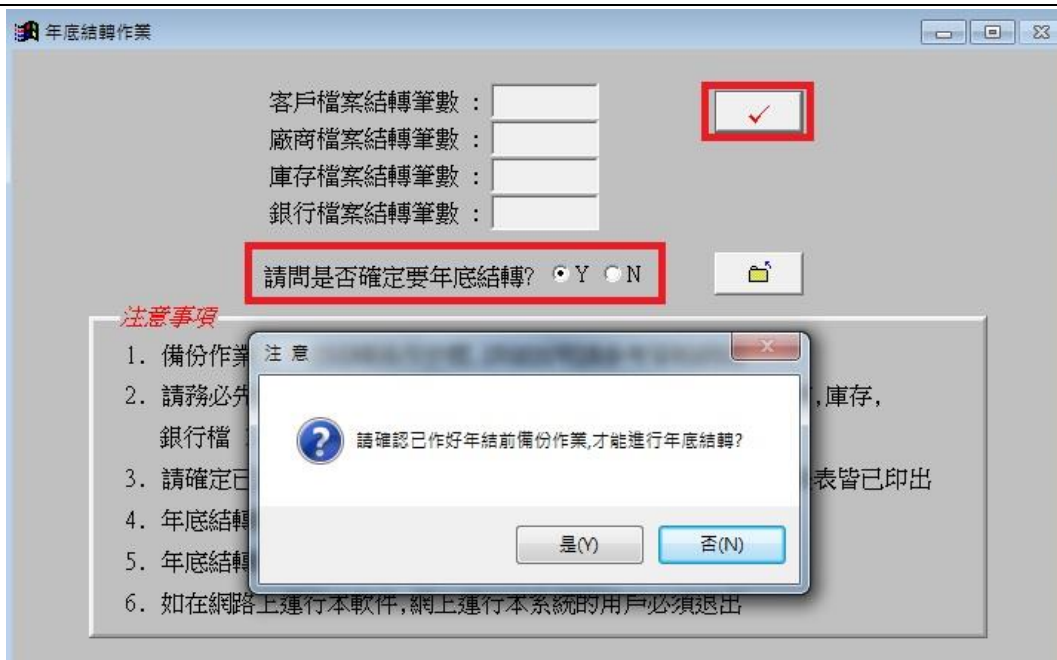 年底結轉作業
客戶檔案結轉筆數 :
廠商檔案結轉筆數 :
庫存檔案結轉筆數 :
銀行檔案結轉筆數 :
請問是否確定要年底結轉? Y N
注意事項
1. 備份作業
2. 請務必先 ,庫存,
銀行檔
3. 請確定已 表皆已印出
4. 年底結轉
5. 年底結轉
6. 如在網路上運行本軟件,網上運行本系統的用戶必須退出
注 意
請確認已作好年結前備份作業,才能進行年底結轉?
是(Y) 否(N)